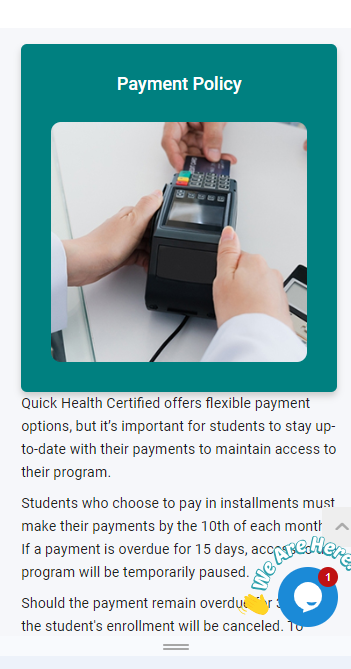 Payment Policy
Quick Health Certified offers flexible payment
options, but it’s important for students to stay up-
to-date with their payments to maintain access to
their program.
Students who choose to pay in installments must
make their payments by the 10th of each month.
If a payment is overdue for 15 days,
program will be temporarily paused.
We Are Here!
1
Should the payment remain overdue
the student's enrollment will be canceled. To